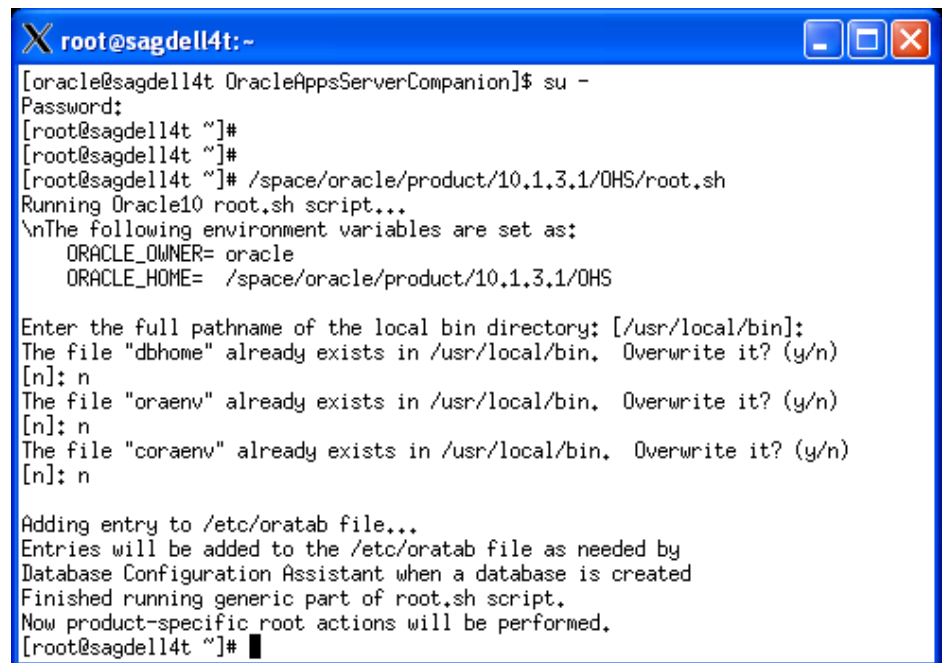 root@sagdell4t:~
[oracle@sagdell4t OracleAppsServerCompanion]$ su -
Password:
[root@sagdell4t ~]#
[root@sagdell4t ~]#
[root@sagdell4t ~]# /space/oracle/product/10.1.3.1/OHS/root.sh
Running Oracle10 root.sh script...
\nThe following environment variables are set as:
    ORACLE_OWNER= oracle
    ORACLE_HOME=  /space/oracle/product/10.1.3.1/OHS

Enter the full pathname of the local bin directory: [/usr/local/bin]:
The file "dbhome" already exists in /usr/local/bin.  Overwrite it? (y/n)
[n]: n
The file "oraenv" already exists in /usr/local/bin.  Overwrite it? (y/n)
[n]: n
The file "coraenv" already exists in /usr/local/bin.  Overwrite it? (y/n)
[n]: n

Adding entry to /etc/oratab file...
Entries will be added to the /etc/oratab file as needed by
Database Configuration Assistant when a database is created
Finished running generic part of root.sh script.
Now product-specific root actions will be performed.
[root@sagdell4t ~]#